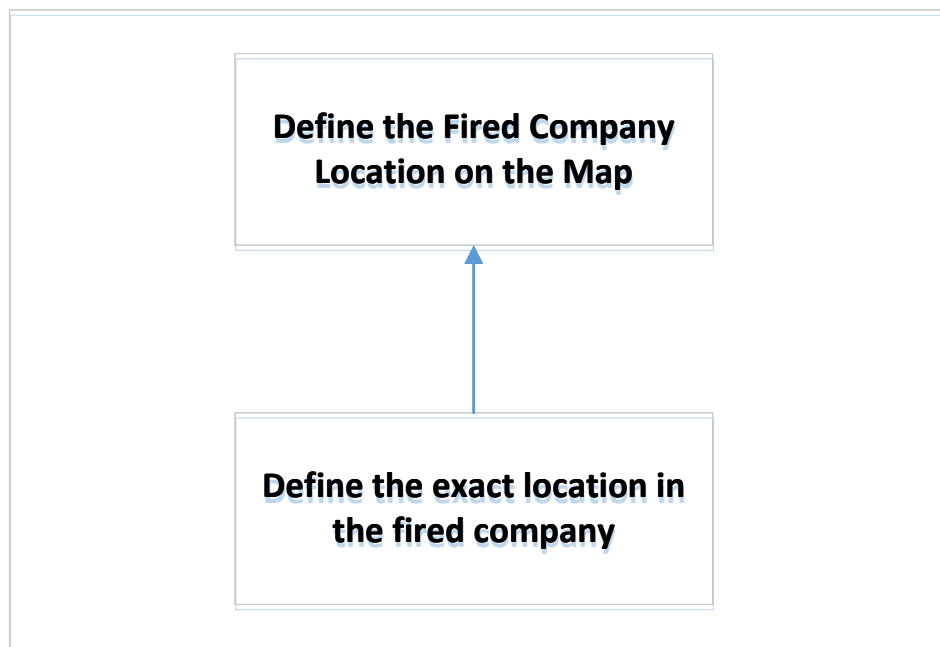 Define the Fired Company
Location on the Map
Define the exact location in
the fired company